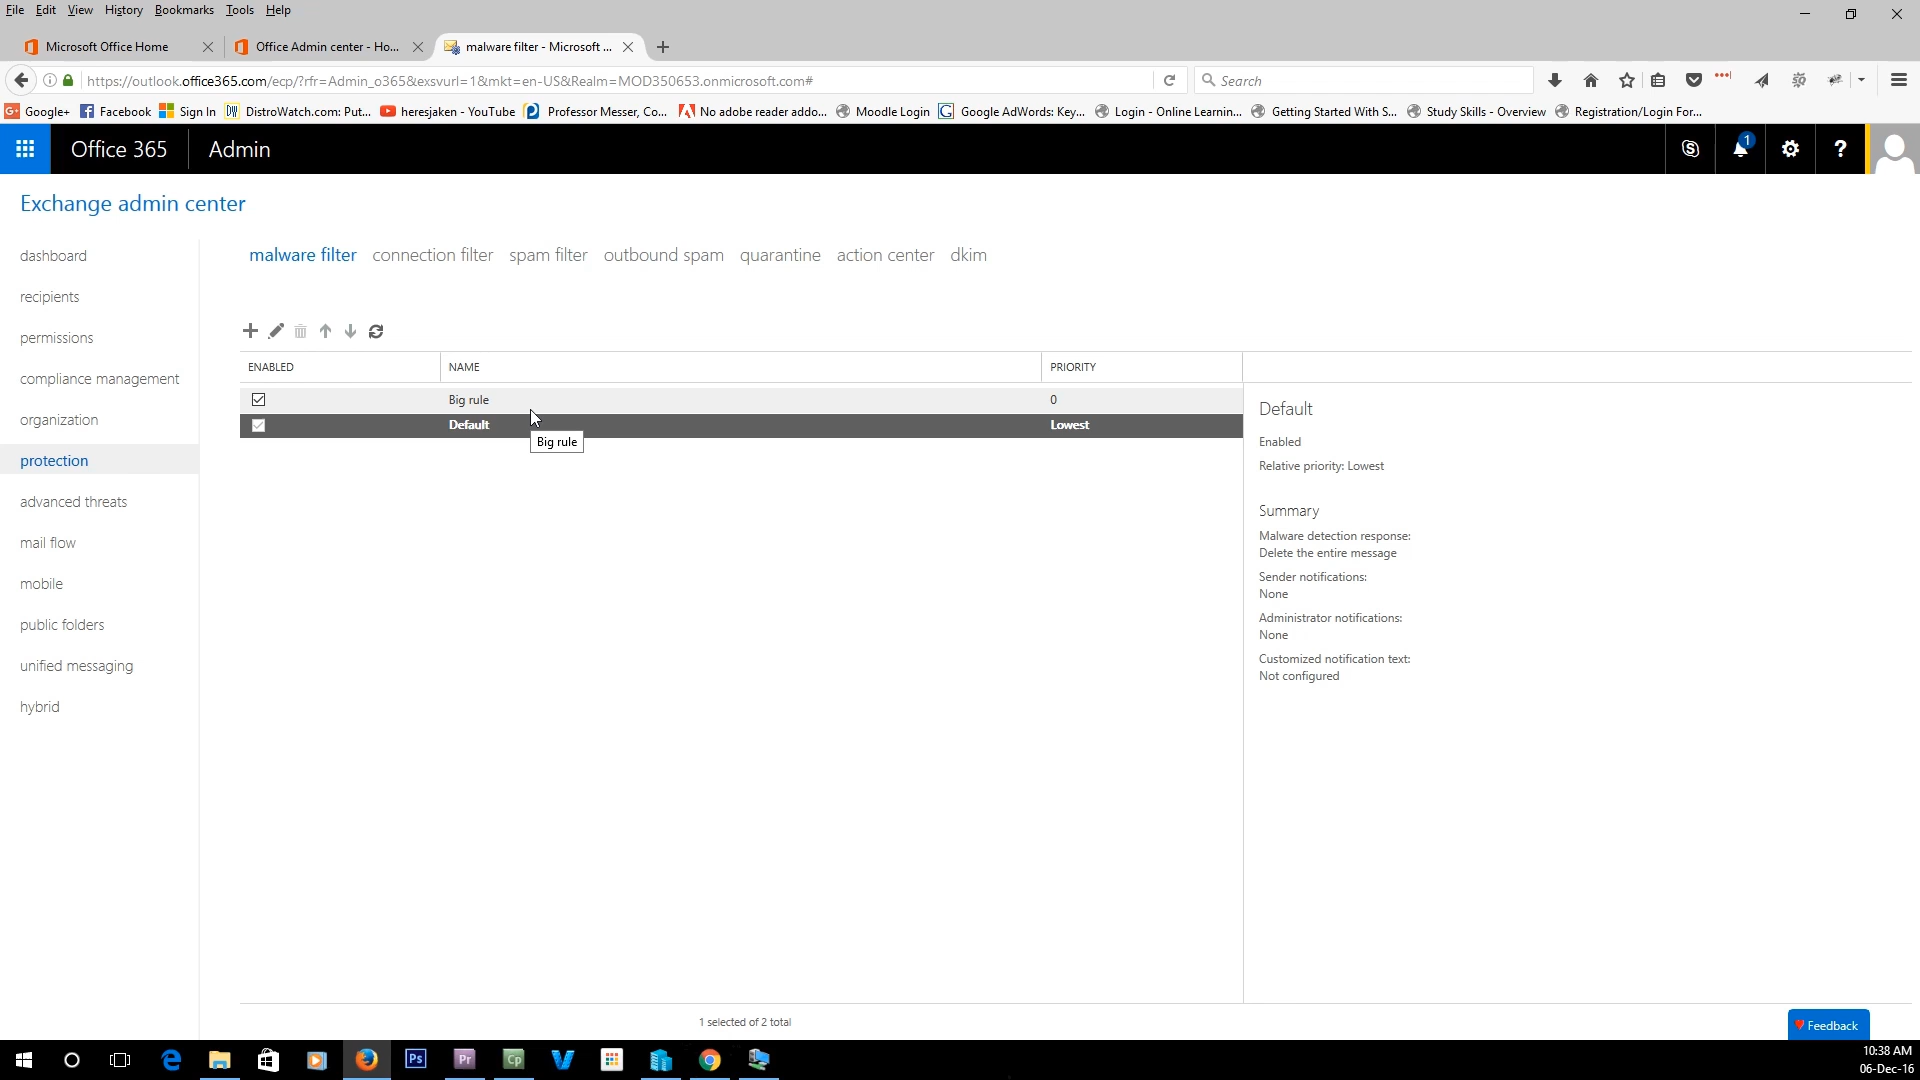 File Edit View History Bookmarks Tools Help
Microsoft Office Home
Office Admin center - Ho...
malware filter - Microsoft ...
https://outlook.office365.com/ecp/?rfr=Admin_o365&exsvurl=1&mkt=en-US&Realm=MOD350653.onmicrosoft.com#
Search
Google+ Facebook Sign In DistroWatch.com: Put... heresjaken - YouTube Professor Messer, Co... No adobe reader addo... Moodle Login Google AdWords: Key... Login - Online Learnin... Getting Started With S... Study Skills - Overview Registration/Login For...
Office 365 Admin
1
?
Exchange admin center
dashboard
recipients
permissions
compliance management
organization
protection
advanced threats
mail flow
mobile
public folders
unified messaging
hybrid
malware filter connection filter spam filter outbound spam quarantine action center dkim
ENABLED NAME PRIORITY
Big rule 0
Default Lowest
Big rule
Default
Enabled
Relative priority: Lowest
Summary
Malware detection response:
Delete the entire message
Sender notifications:
None
Administrator notifications:
None
Customized notification text:
Not configured
1 selected of 2 total
Feedback
Ps Pr Cp
10:38 AM
06-Dec-16